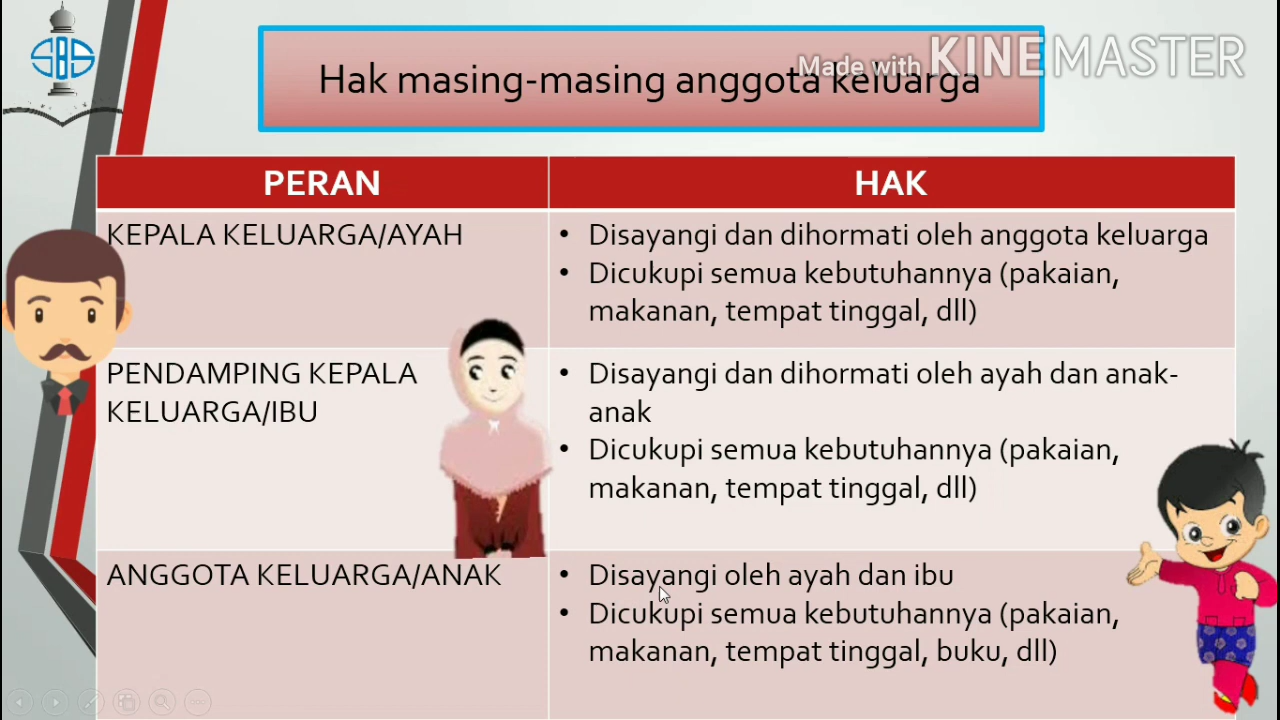 SBS
Made with KINEMASTER
Hak masing-masing anggota keluarga
PERAN
HAK
KEPALA KELUARGA/AYAH
• Disayangi dan dihormati oleh anggota keluarga
• Dicukupi semua kebutuhannya (pakaian,
makanan, tempat tinggal, dll)
PENDAMPING KEPALA
KELUARGA/IBU
• Disayangi dan dihormati oleh ayah dan anak-
anak
• Dicukupi semua kebutuhannya (pakaian,
makanan, tempat tinggal, dll)
ANGGOTA KELUARGA/ANAK
• Disayangi oleh ayah dan ibu
• Dicukupi semua kebutuhannya (pakaian,
makanan, tempat tinggal, buku, dll)